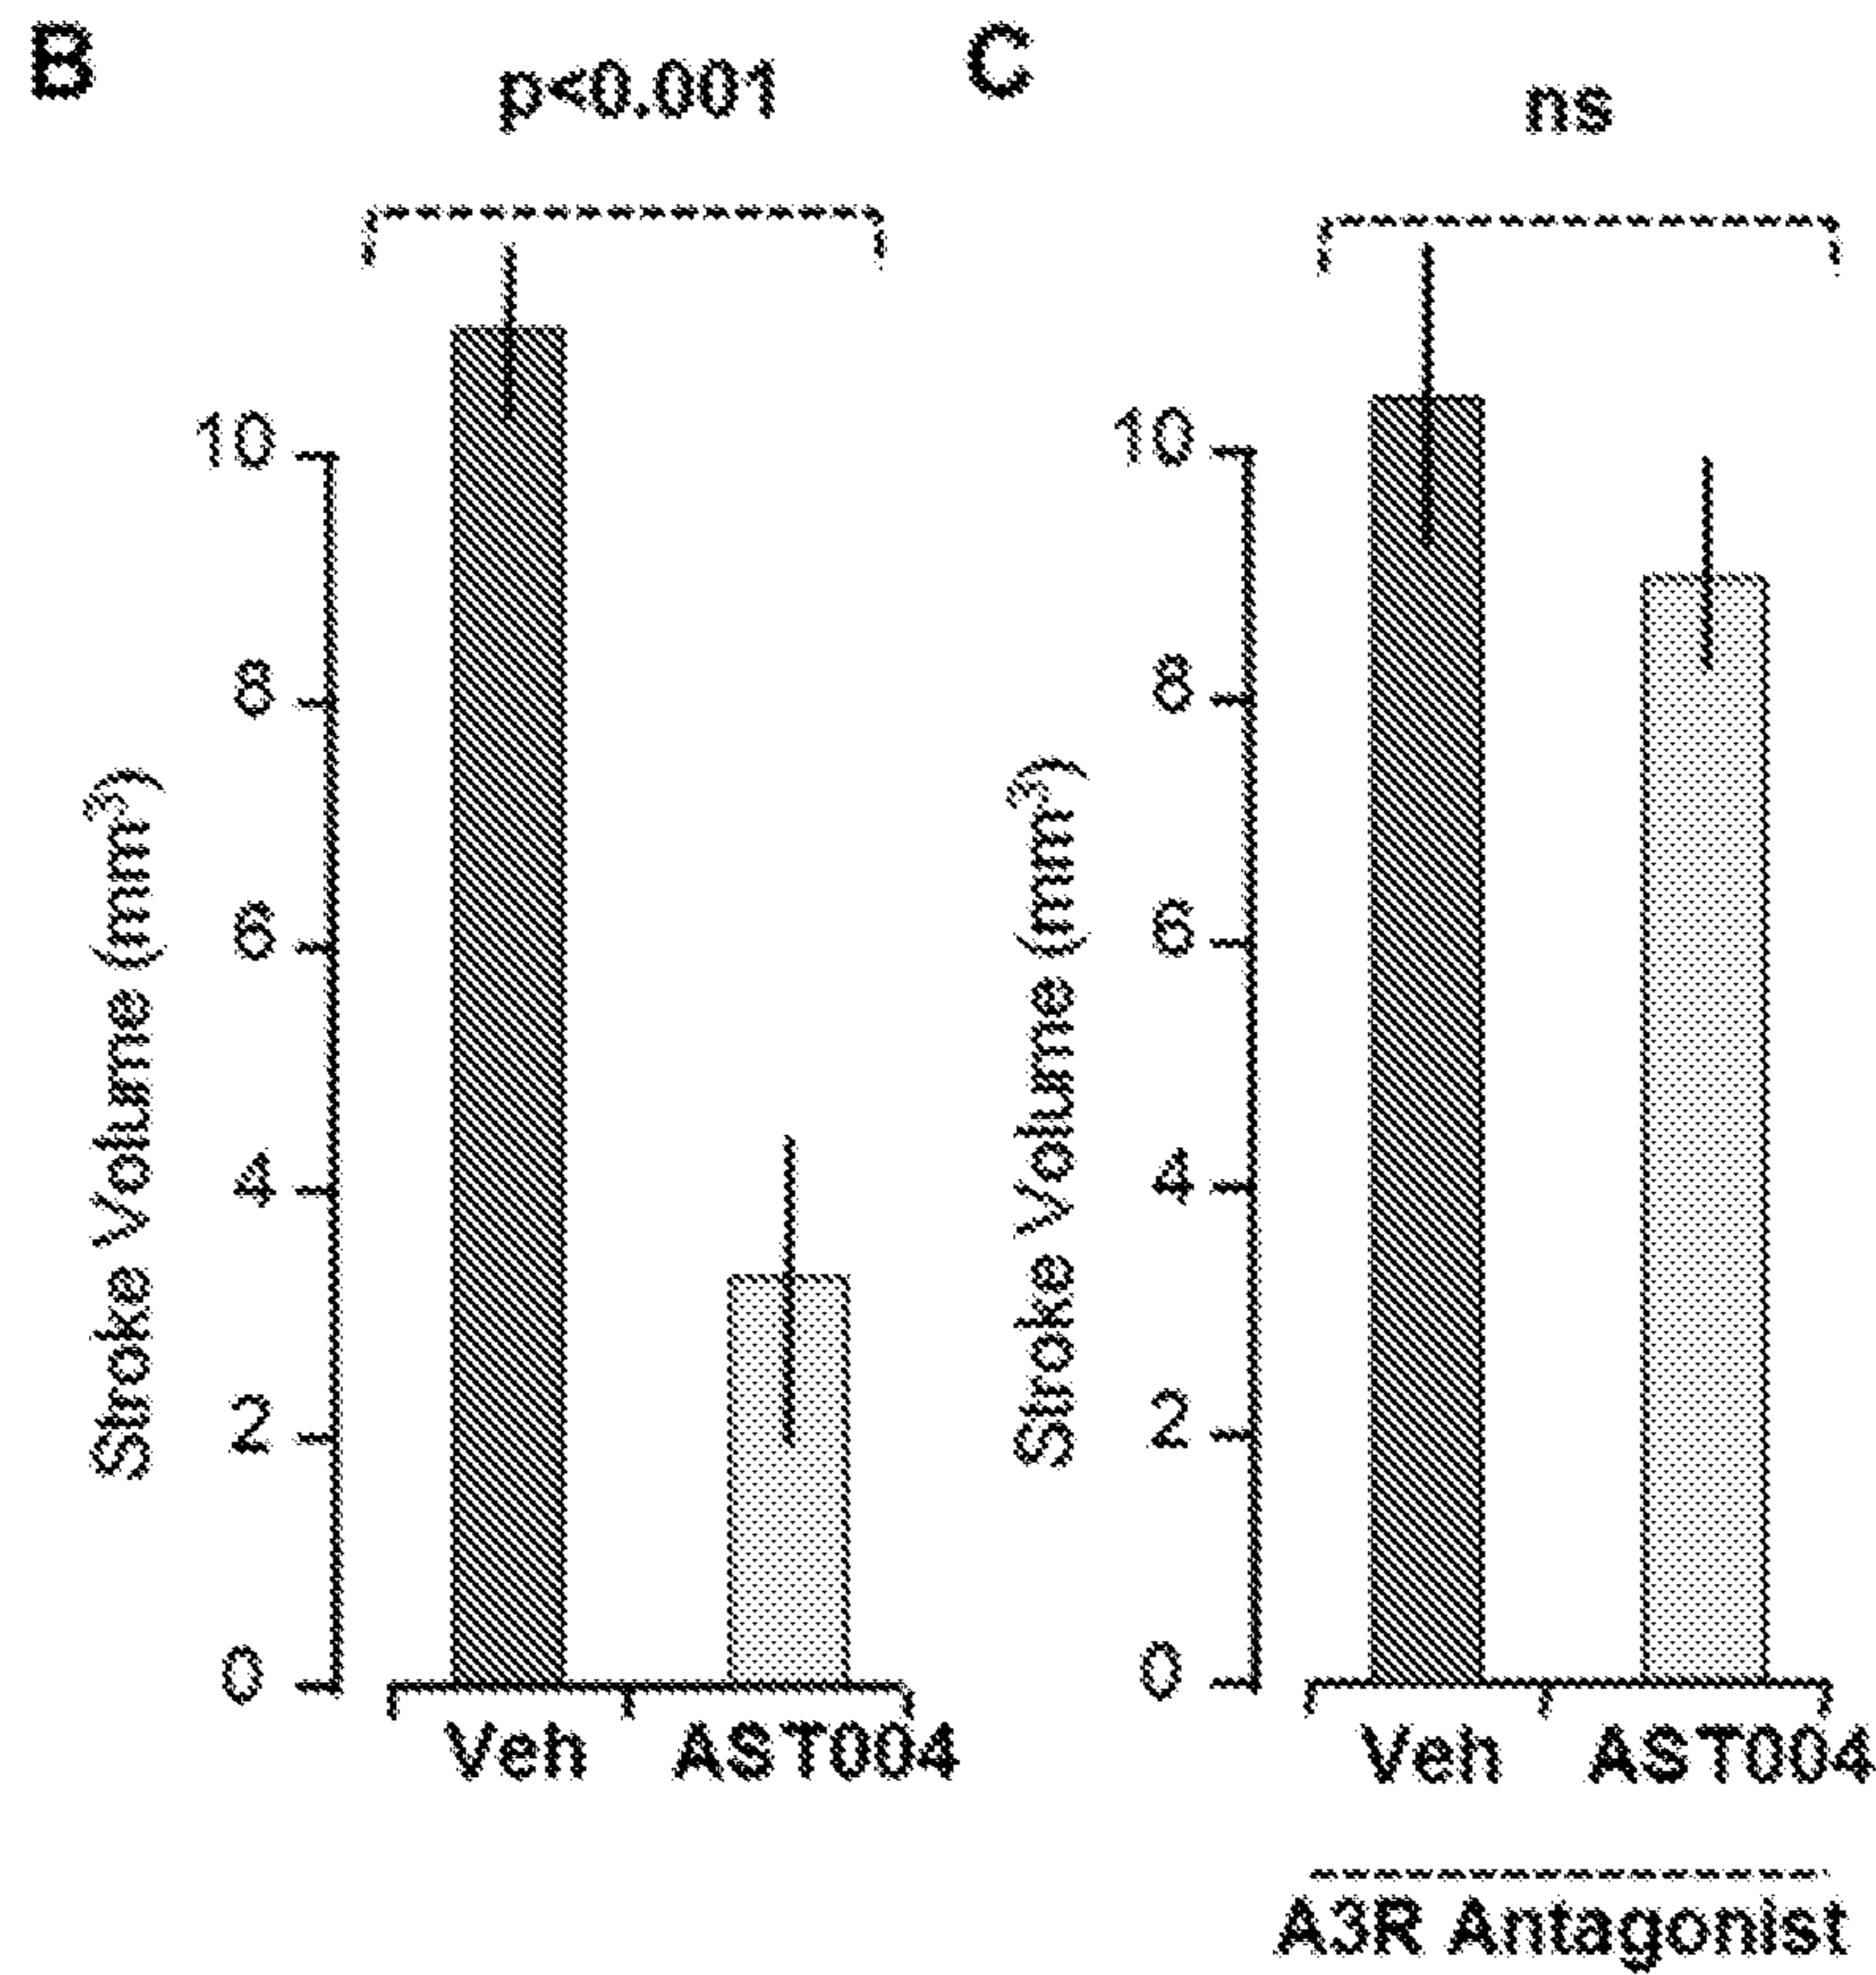 B
p<0.001
Stroke Volume (mm³)
10
8
6
4
2
0
Veh AST004
C
ns
Stroke Volume (mm³)
10
8
6
4
2
0
Veh AST004
A3R Antagonist